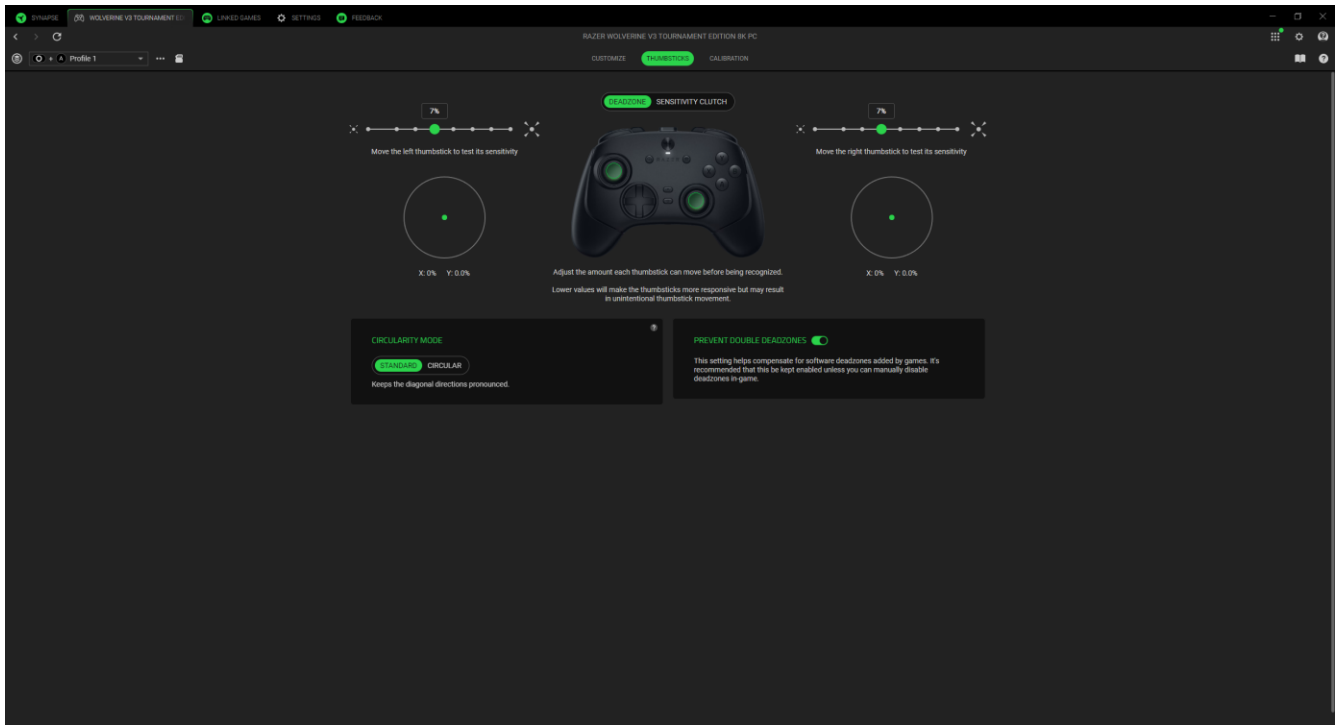 SYNAPSE
WOLVERINE V3 TOURNAMENT EDI
LINKED GAMES
SETTINGS
FEEDBACK
RAZER WOLVERINE V3 TOURNAMENT EDITION 8K PC
+ A Profile 1
CUSTOMIZE
THUMBSTICKS
CALIBRATION
DEADZONE SENSITIVITY CLUTCH
7%
Move the left thumbstick to test its sensitivity
X: 0% Y: 0.0%
Adjust the amount each thumbstick can move before being recognized.
Lower values will make the thumbsticks more responsive but may result
in unintentional thumbstick movement.
7%
Move the right thumbstick to test its sensitivity
X: 0% Y: 0.0%
CIRCULARITY MODE
STANDARD CIRCULAR
Keeps the diagonal directions pronounced.
PREVENT DOUBLE DEADZONES
This setting helps compensate for software deadzones added by games. It's
recommended that this be kept enabled unless you can manually disable
deadzones in-game.